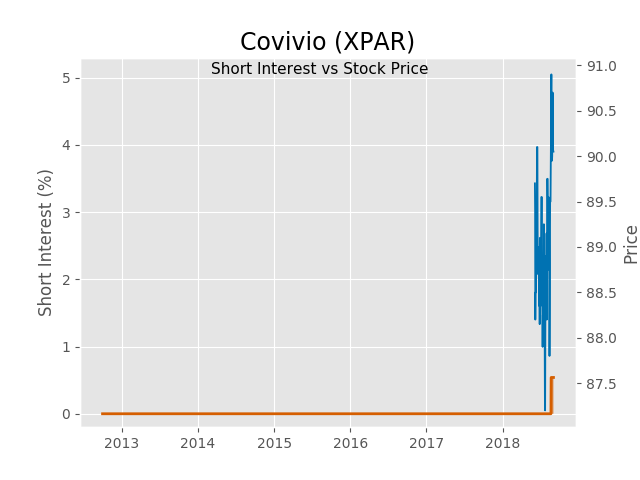 Covivio (XPAR)
Short Interest vs Stock Price
Short Interest (%)
5
4
3
2
1
0
91.0
90.5
90.0
89.5
89.0
88.5
88.0
87.5
Price
2013 2014 2015 2016 2017 2018